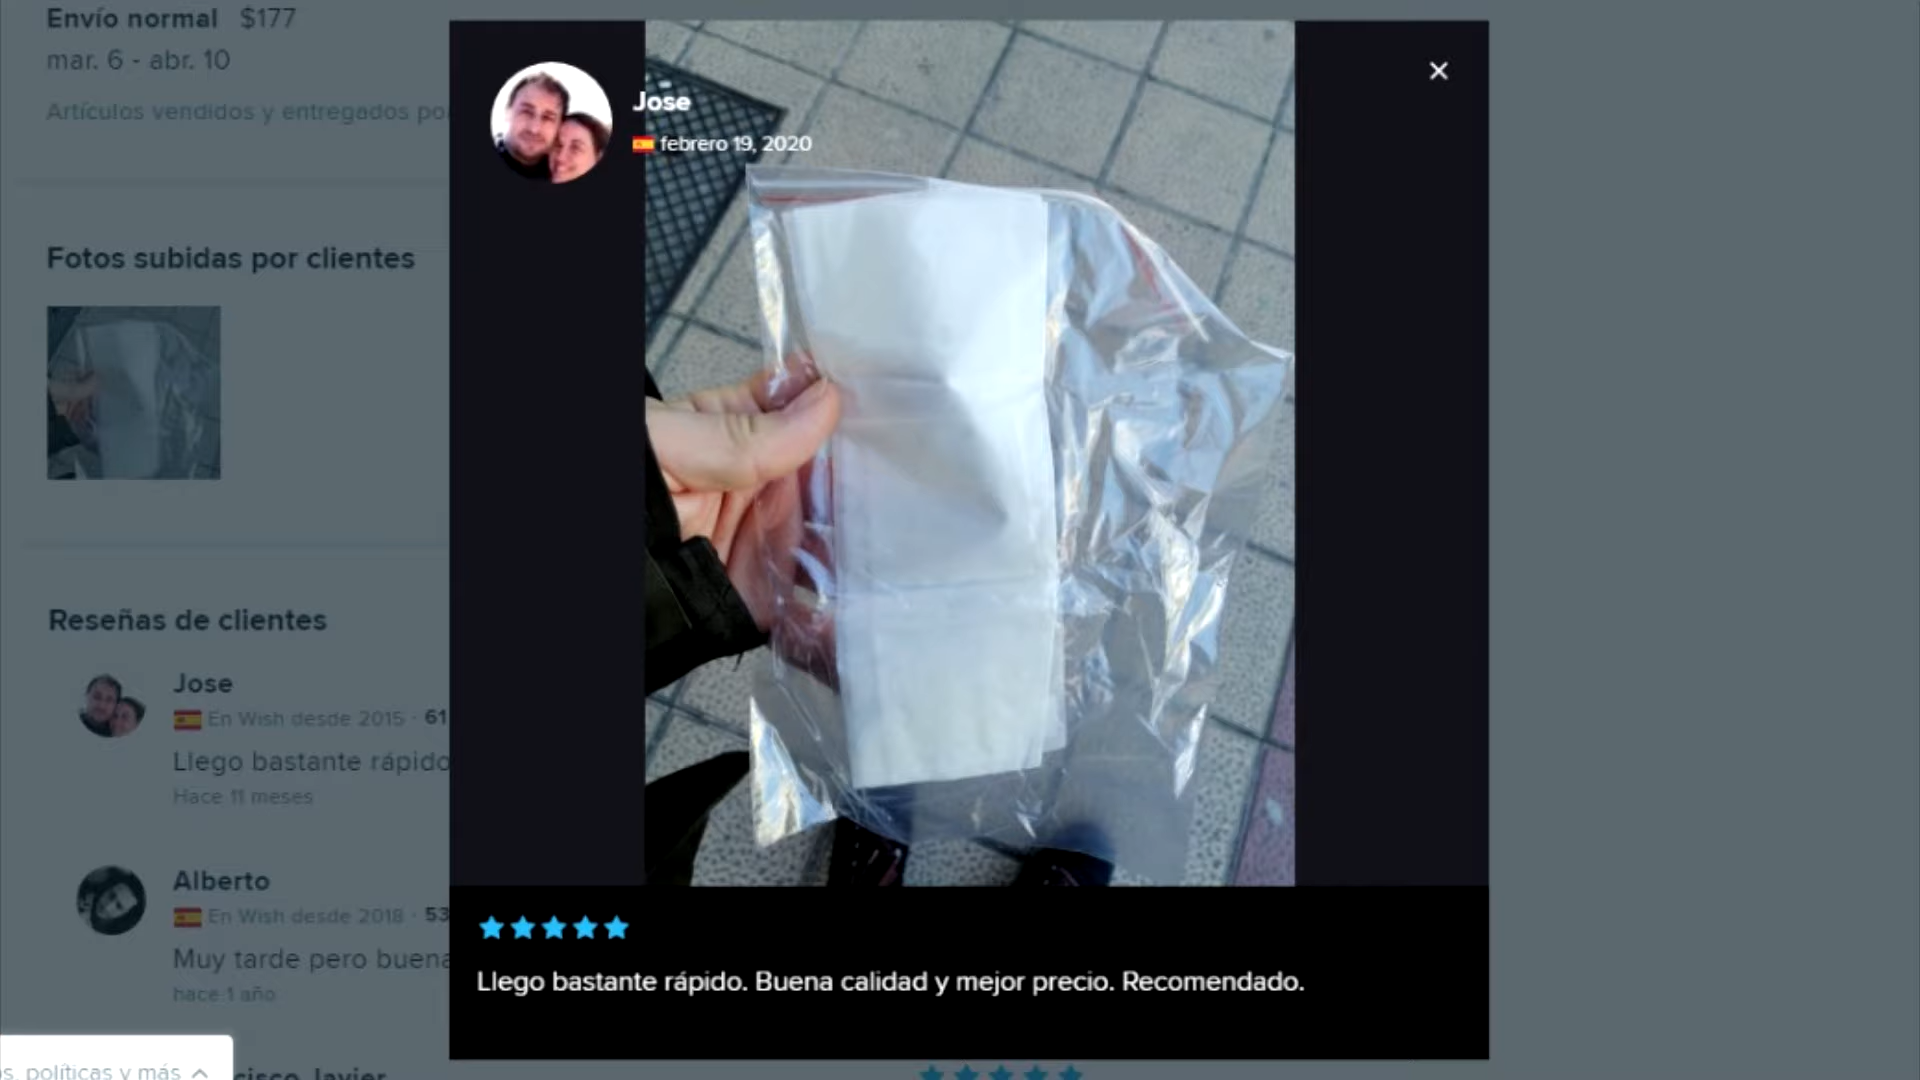 Envío normal $177
mar. 6 - abr. 10
Artículos vendidos y entregados
Fotos subidas por clientes
Reseñas de clientes
Jose
En Wish desde 2015 · 61
Llego bastante rápido
Hace 11 meses
Alberto
En Wish desde 2018 · 53
Muy tarde pero buena
hace 1 año
políticas y más
Javier
Jose
febrero 19, 2020
Llego bastante rápido. Buena calidad y mejor precio. Recomendado.